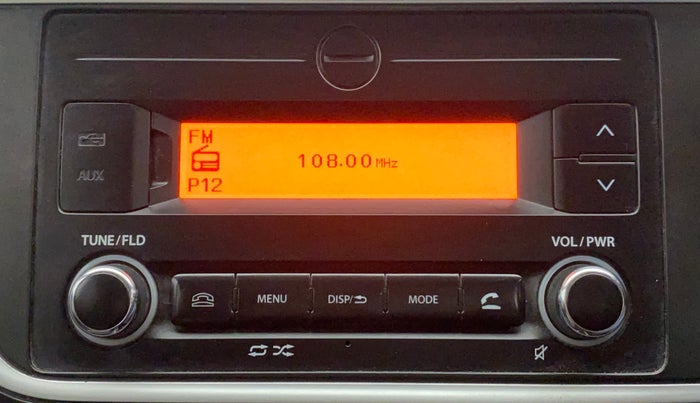 FM
108.00 MHz
P12
AUX
TUNE/FLD
VOL/PWR
MENU
DISP/
MODE